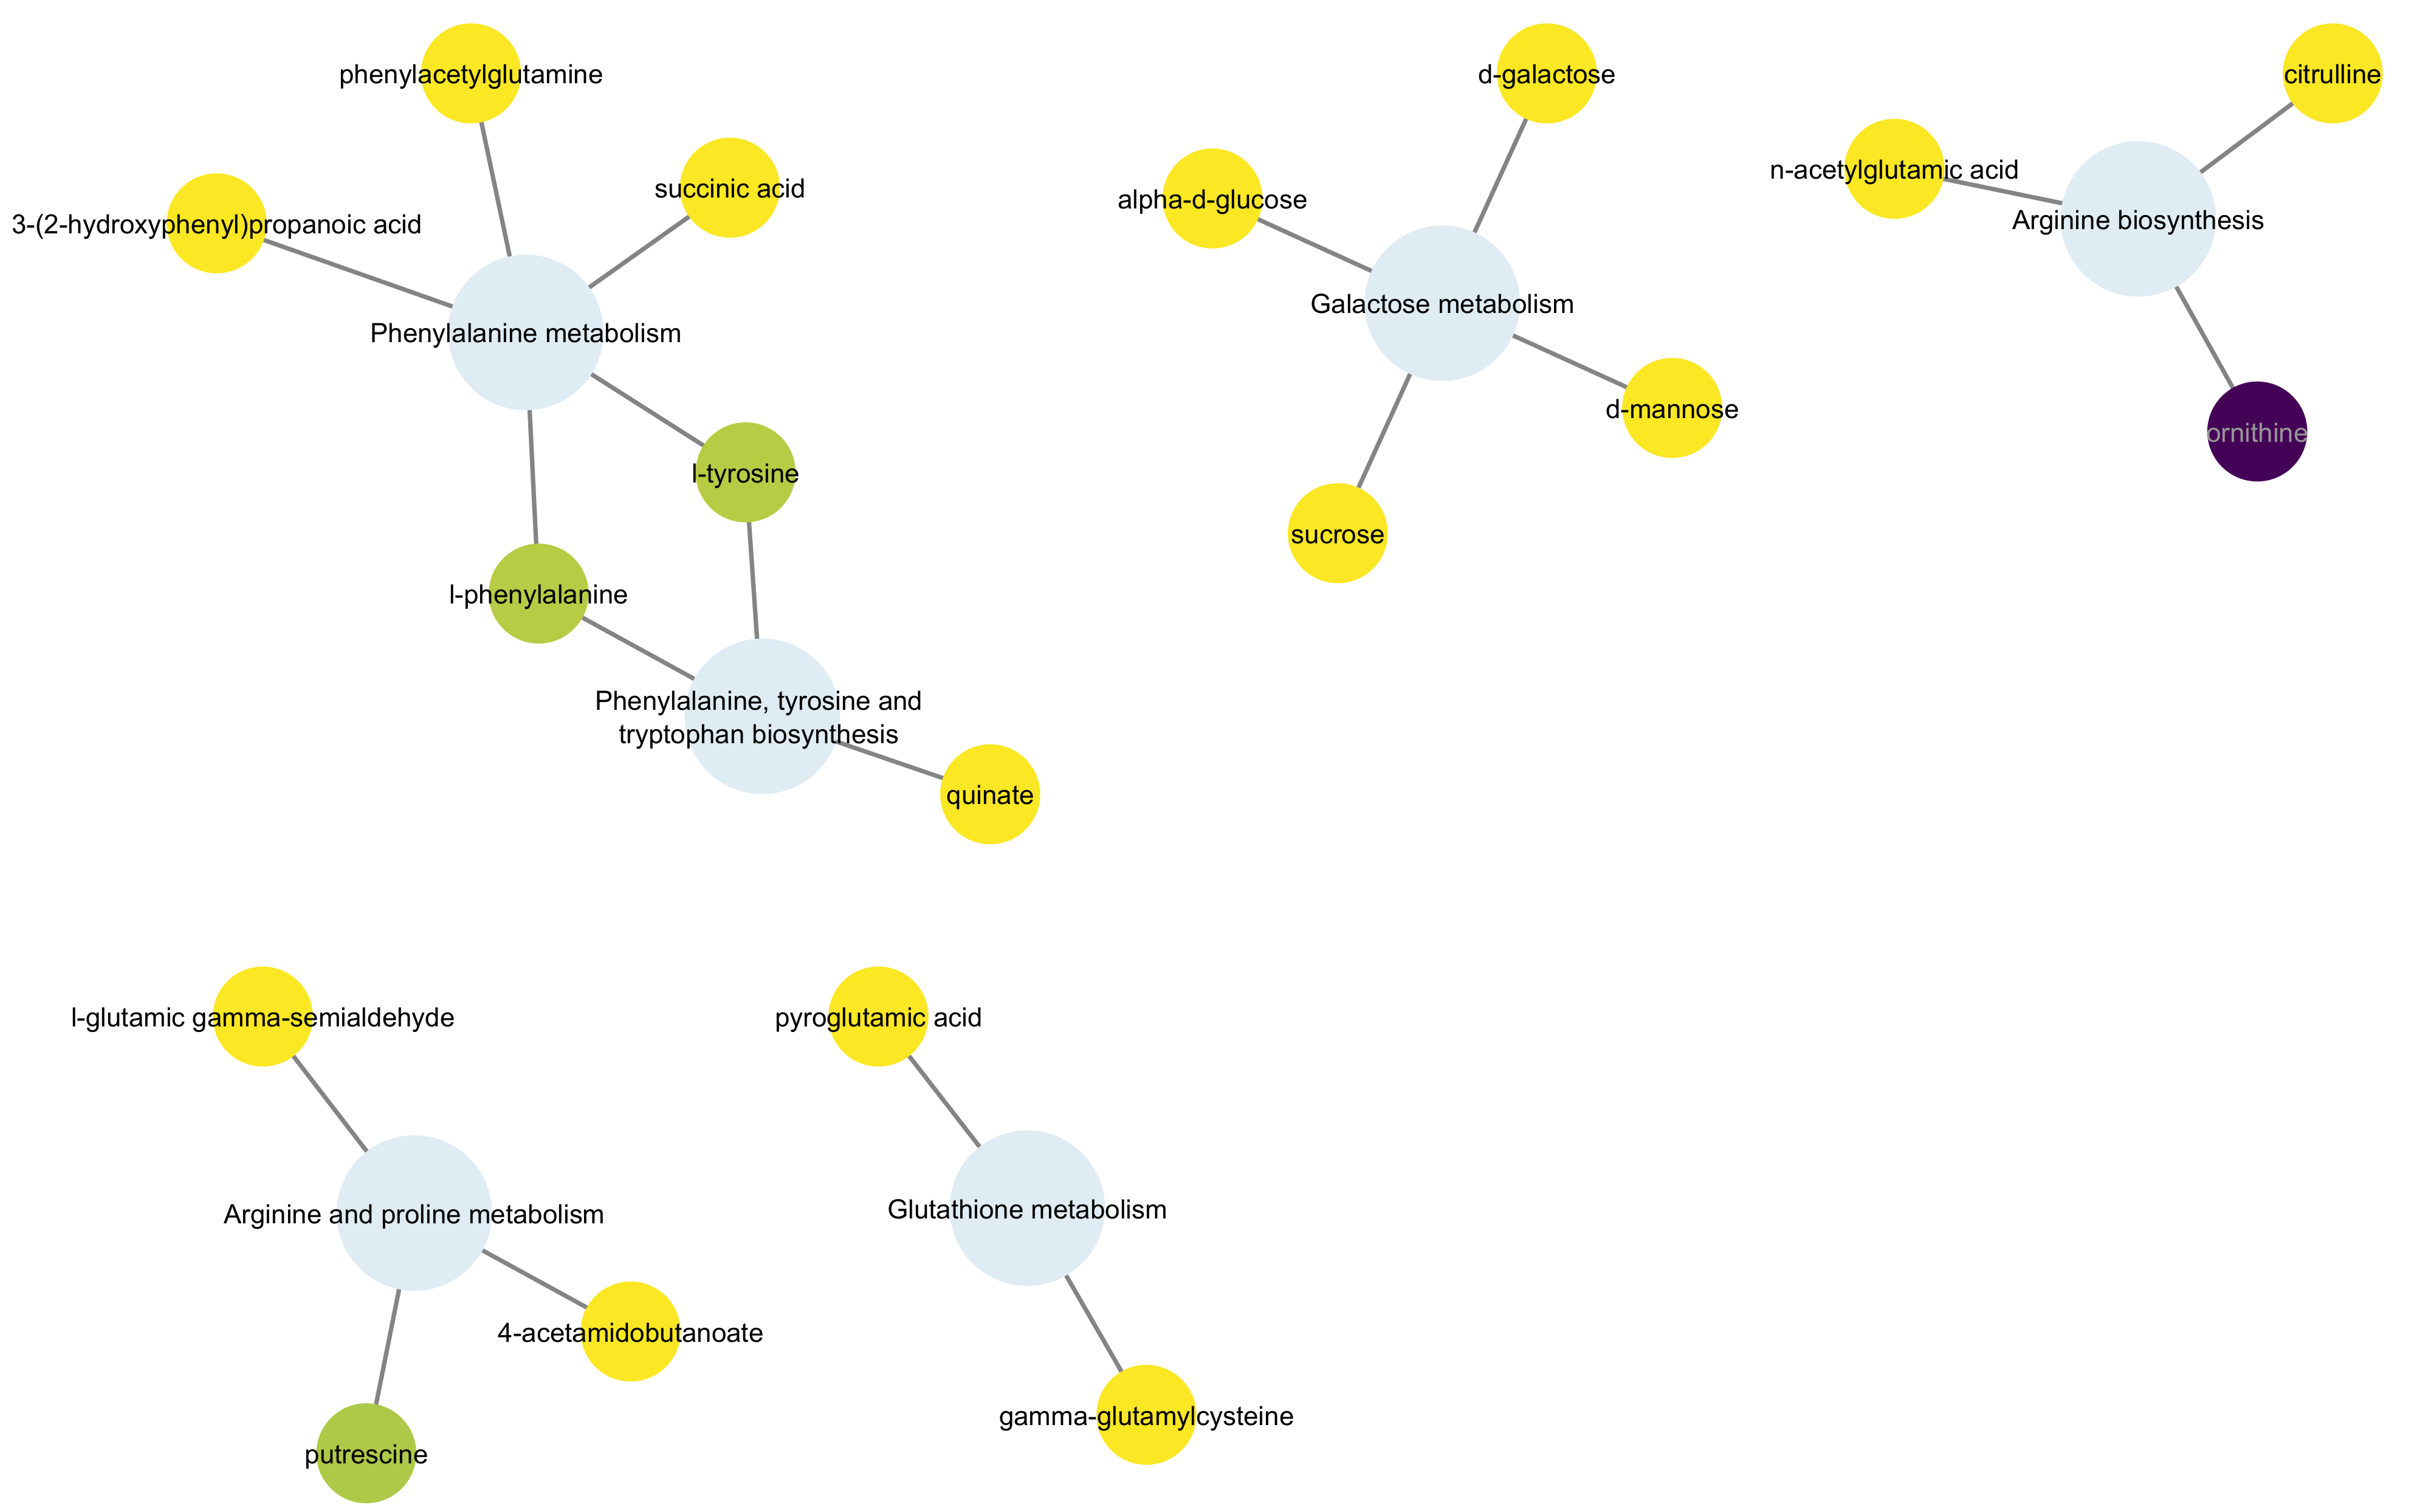 phenylacetylglutamine
succinic acid
3-(2-hydroxyphenyl)propanoic acid
Phenylalanine metabolism
l-tyrosine
l-phenylalanine
Phenylalanine, tyrosine and
tryptophan biosynthesis
quinate
d-galactose
alpha-d-glucose
Galactose metabolism
d-mannose
sucrose
citrulline
n-acetylglutamic acid
Arginine biosynthesis
ornithine
l-glutamic gamma-semialdehyde
Arginine and proline metabolism
4-acetamidobutanoate
putrescine
pyroglutamic acid
Glutathione metabolism
gamma-glutamylcysteine